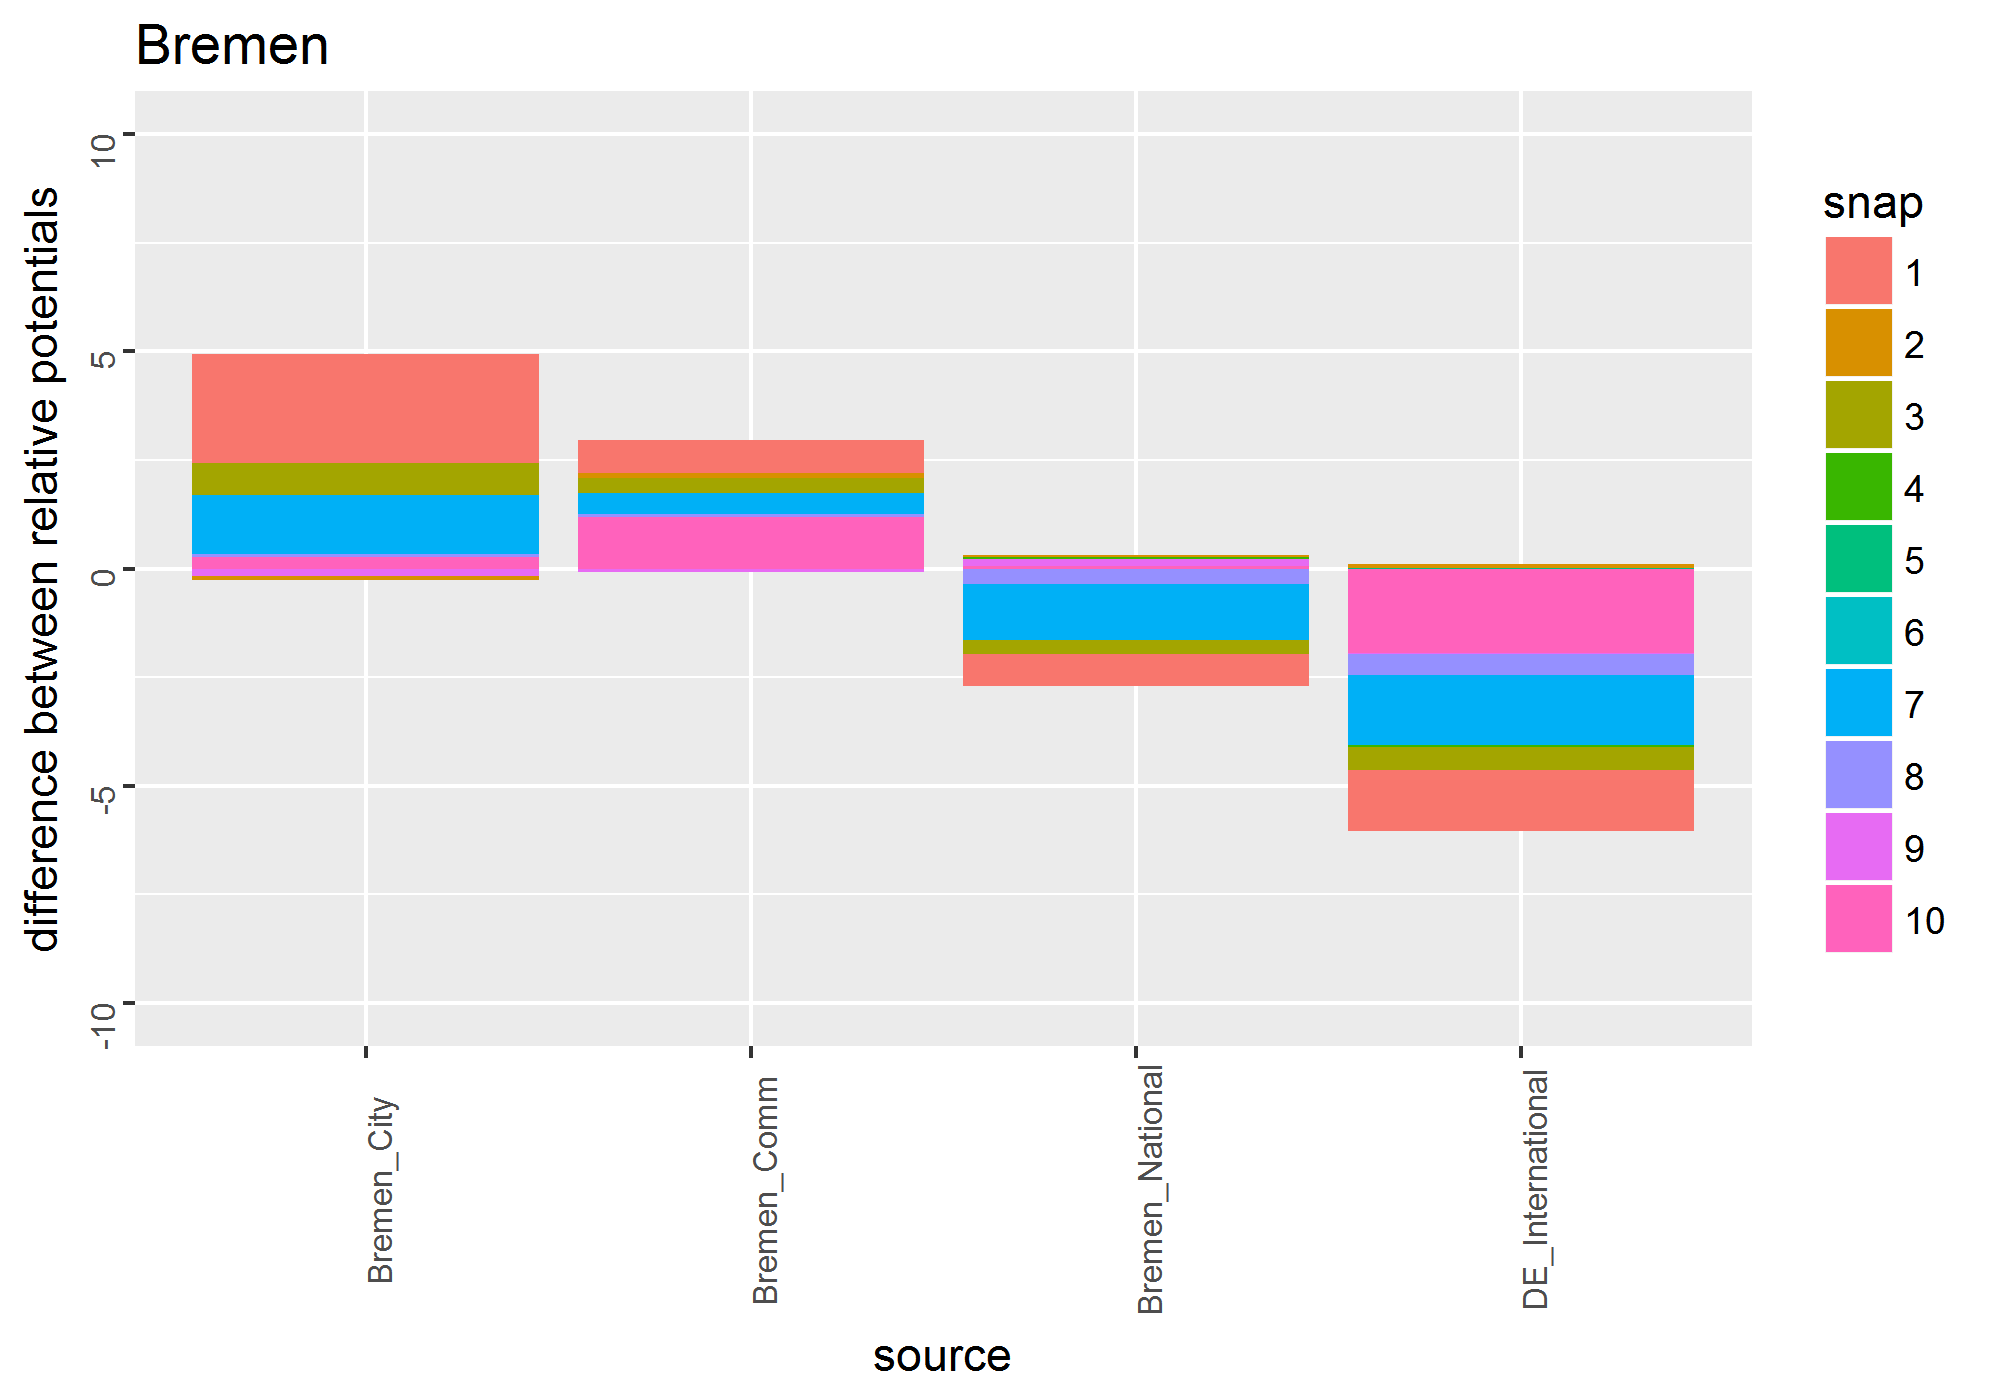 Bremen
difference between relative potentials
10
5
0
-5
-10
Bremen_City
Bremen_Comm
Bremen_National
DE_International
source
snap
1
2
3
4
5
6
7
8
9
10